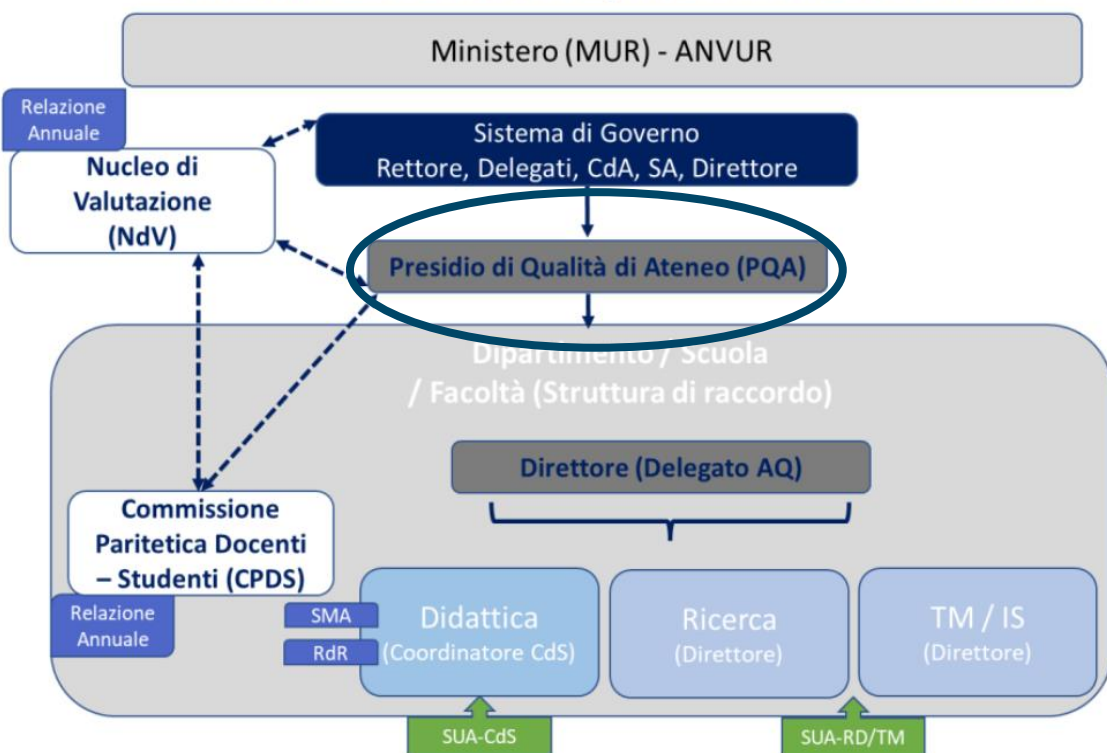 Ministero (MUR) - ANVUR
Relazione
Annuale
Nucleo di
Valutazione
(NdV)
Sistema di Governo
Rettore, Delegati, CdA, SA, Direttore
Presidio di Qualità di Ateneo (PQA)
Dipartimento / Scuola
/ Facoltà (Struttura di raccordo)
Direttore (Delegato AQ)
Commissione
Paritetica Docenti
– Studenti (CPDS)
Relazione
Annuale
SMA
RdR
Didattica
(Coordinatore CdS)
Ricerca
(Direttore)
TM / IS
(Direttore)
SUA-CdS
SUA-RD/TM